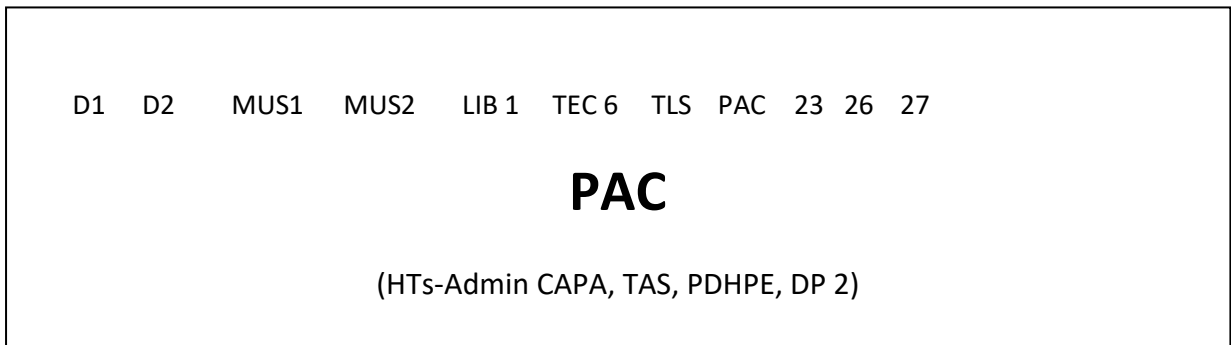 D1 D2 MUS1 MUS2 LIB 1 TEC 6 TLS PAC 23 26 27
PAC
(HTs-Admin CAPA, TAS, PDHPE, DP 2)